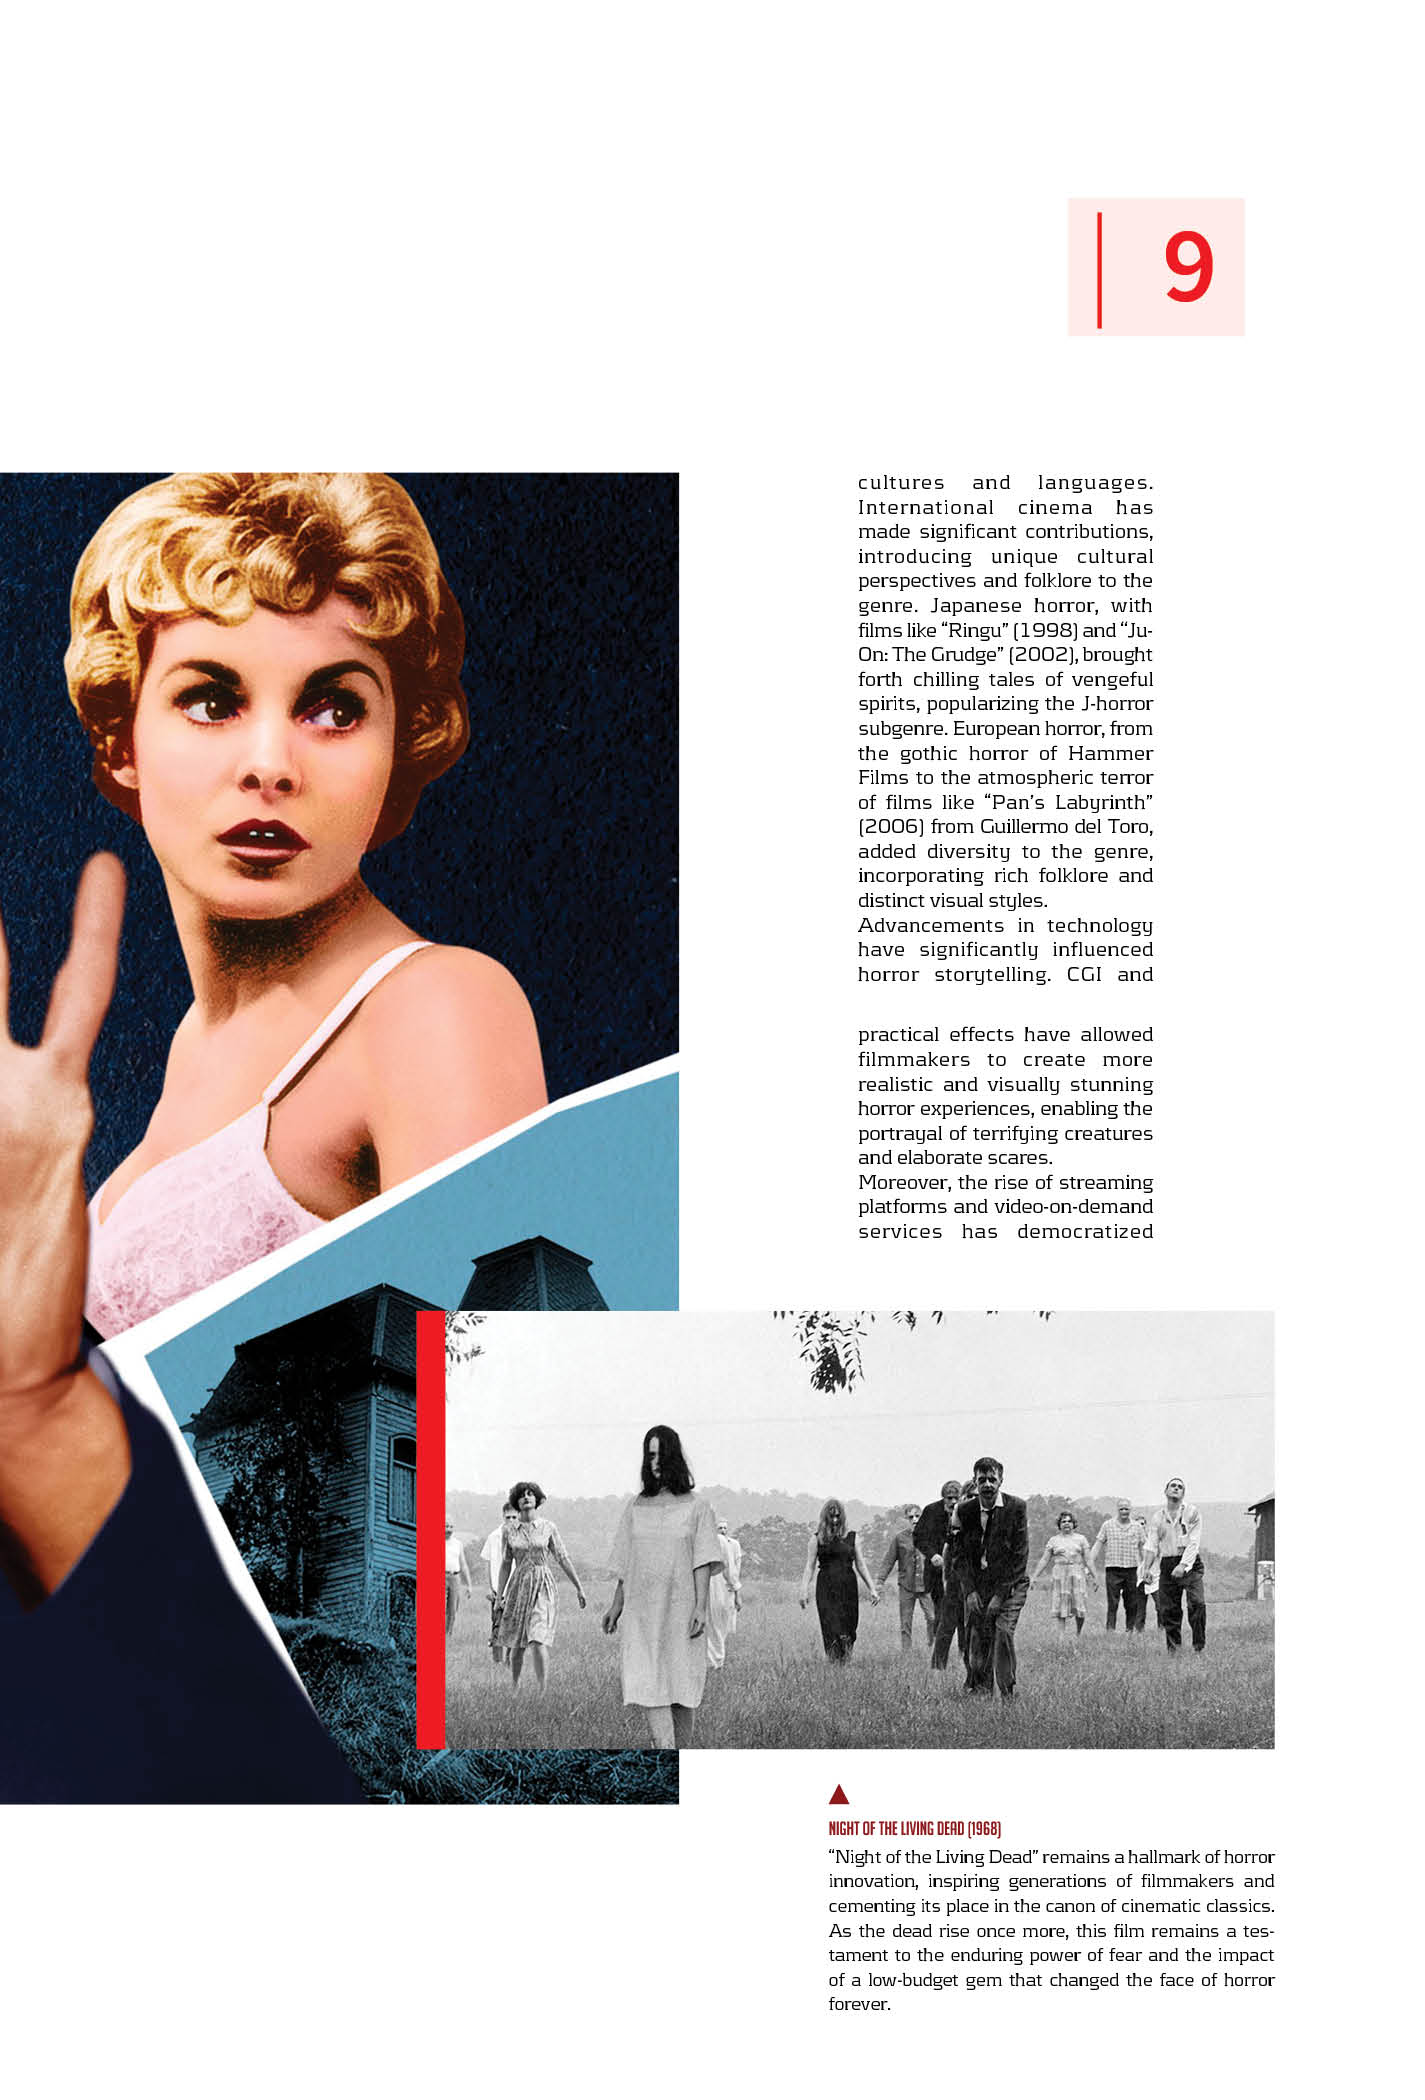 9
cultures and languages.
International cinema has
made significant contributions,
introducing unique cultural
perspectives and folklore to the
genre. Japanese horror, with
films like “Ringu” (1998) and “Ju-
On: The Grudge” (2002), brought
forth chilling tales of vengeful
spirits, popularizing the J-horror
subgenre. European horror, from
the gothic horror of Hammer
Films to the atmospheric terror
of films like “Pan’s Labyrinth”
(2006) from Guillermo del Toro,
added diversity to the genre,
incorporating rich folklore and
distinct visual styles.
Advancements in technology
have significantly influenced
horror storytelling. CGI and
practical effects have allowed
filmmakers to create more
realistic and visually stunning
horror experiences, enabling the
portrayal of terrifying creatures
and elaborate scares.
Moreover, the rise of streaming
platforms and video-on-demand
services has democratized
NIGHT OF THE LIVING DEAD (1968)
“Night of the Living Dead” remains a hallmark of horror
innovation, inspiring generations of filmmakers and
cementing its place in the canon of cinematic classics.
As the dead rise once more, this film remains a tes-
tament to the enduring power of fear and the impact
of a low-budget gem that changed the face of horror
forever.